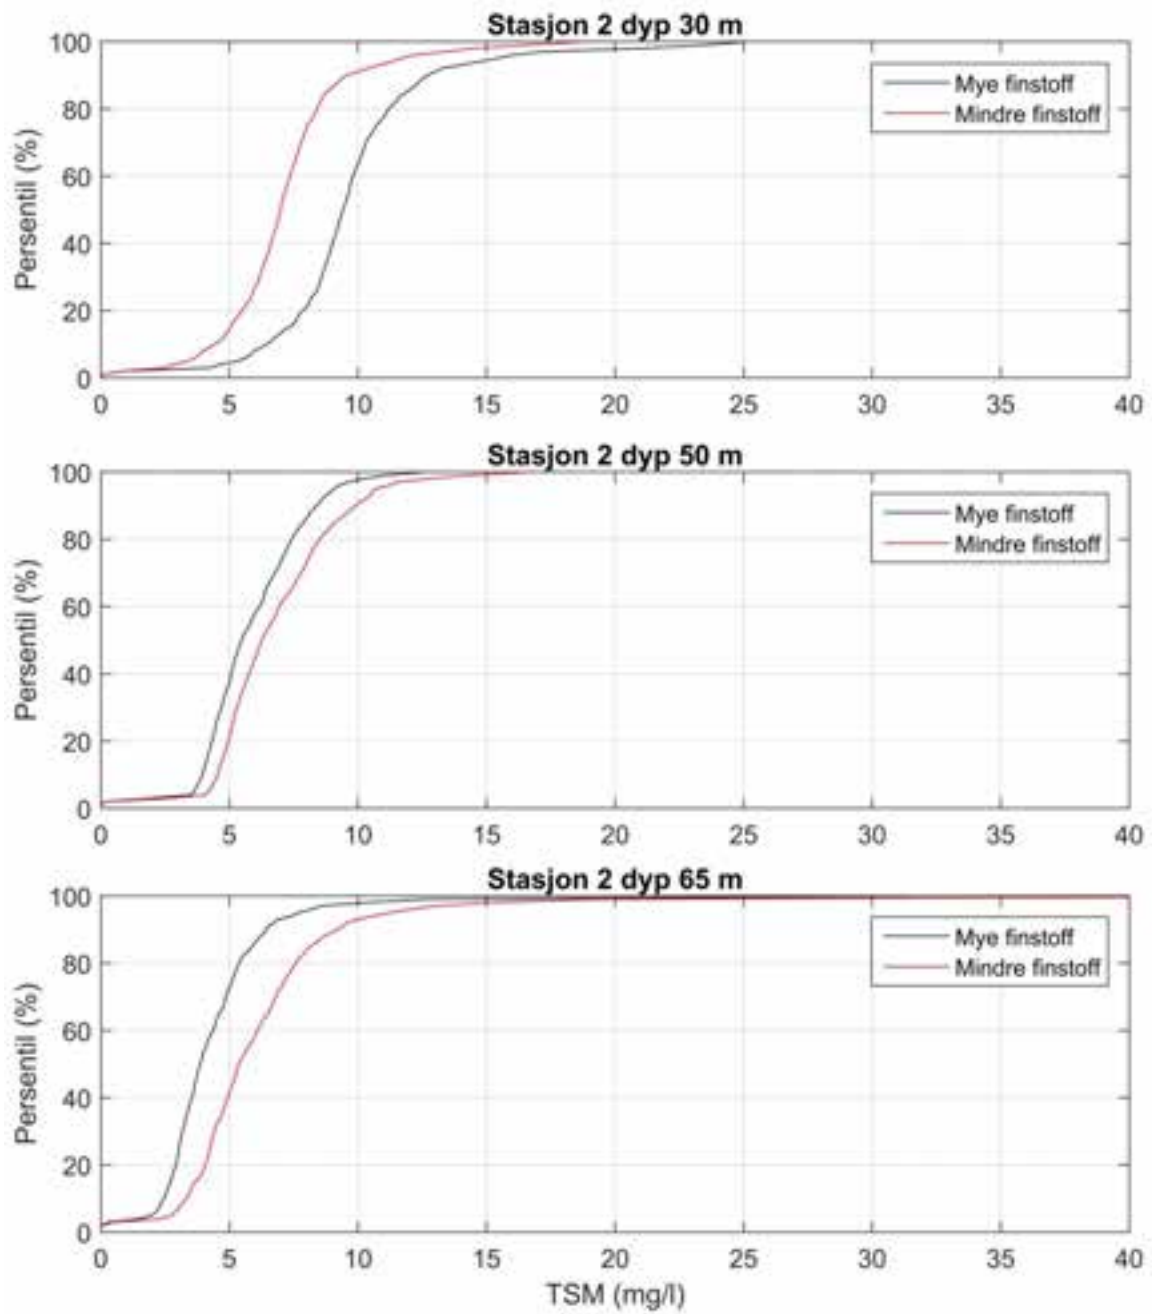 Stasjon 2 dyp 30 m
100
80
60
40
20
0
Persentil (%)
Mye finstoff
Mindre finstoff
0 5 10 15 20 25 30 35 40
Stasjon 2 dyp 50 m
100
80
60
40
20
0
Persentil (%)
Mye finstoff
Mindre finstoff
0 5 10 15 20 25 30 35 40
Stasjon 2 dyp 65 m
100
80
60
40
20
0
Persentil (%)
Mye finstoff
Mindre finstoff
0 5 10 15 20 25 30 35 40
TSM (mg/l)